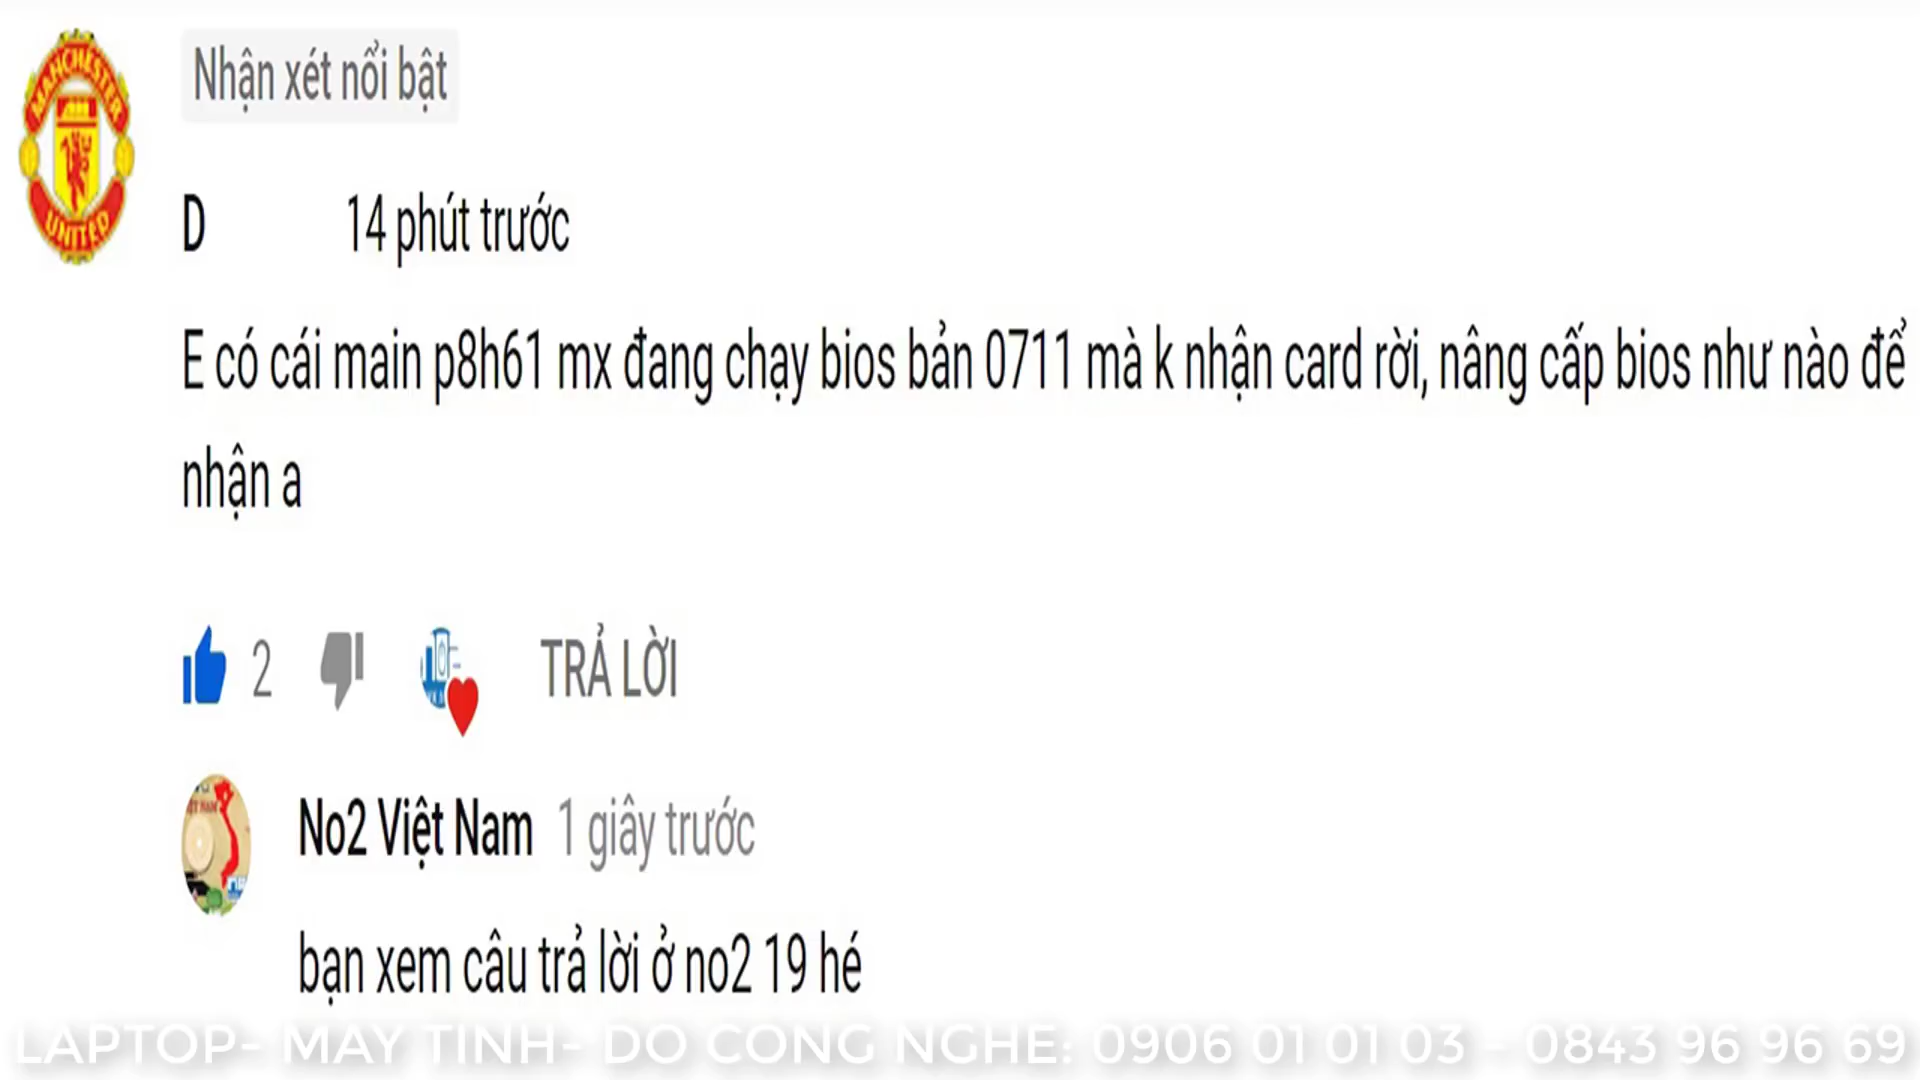 MANCHESTER
UNITED
Nhận xét nổi bật
D 14 phút trước
E có cái main p8h61 mx đang chạy bios bản 0711 mà k nhận card rời, nâng cấp bios như nào để
nhận a
2 TRẢ LỜI
No2 Việt Nam 1 giây trước
bạn xem câu trả lời ở no2 19 hé
LAPTOP- MAY TINH- DO CONG NGHE: 0906 01 01 03 - 0843 96 96 69